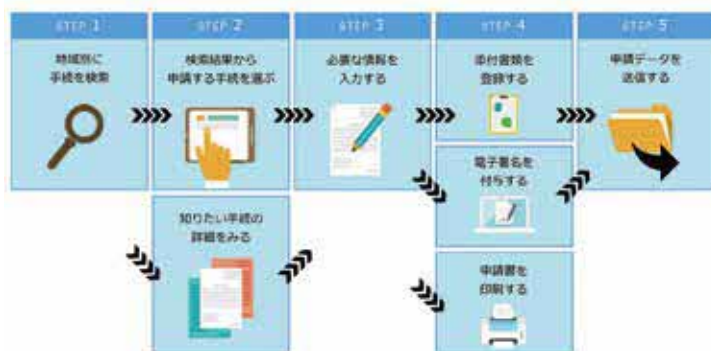 STEP 1
地域別に
手続を検索
STEP 2
検索結果から
申請する手続を選ぶ
知りたい手続の
詳細をみる
STEP 3
必要な情報を
入力する
STEP 4
添付書類を
登録する
電子署名を
付与する
申請書を
印刷する
STEP 5
申請データを
送信する